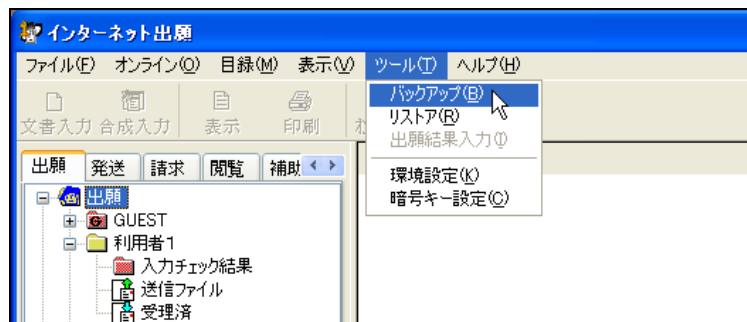 インターネット出願
ファイル(F) オンライン(O) 目録(M) 表示(V) ツール(T) ヘルプ(H)
文書入力 合成入力 表示 印刷
バックアップ(B)
リストア(R)
出願結果入力(I)
環境設定(K)
暗号キー設定(C)
出願 発送 請求 閲覧 補助
出願
GUEST
利用者1
入力チェック結果
送信ファイル
受理済